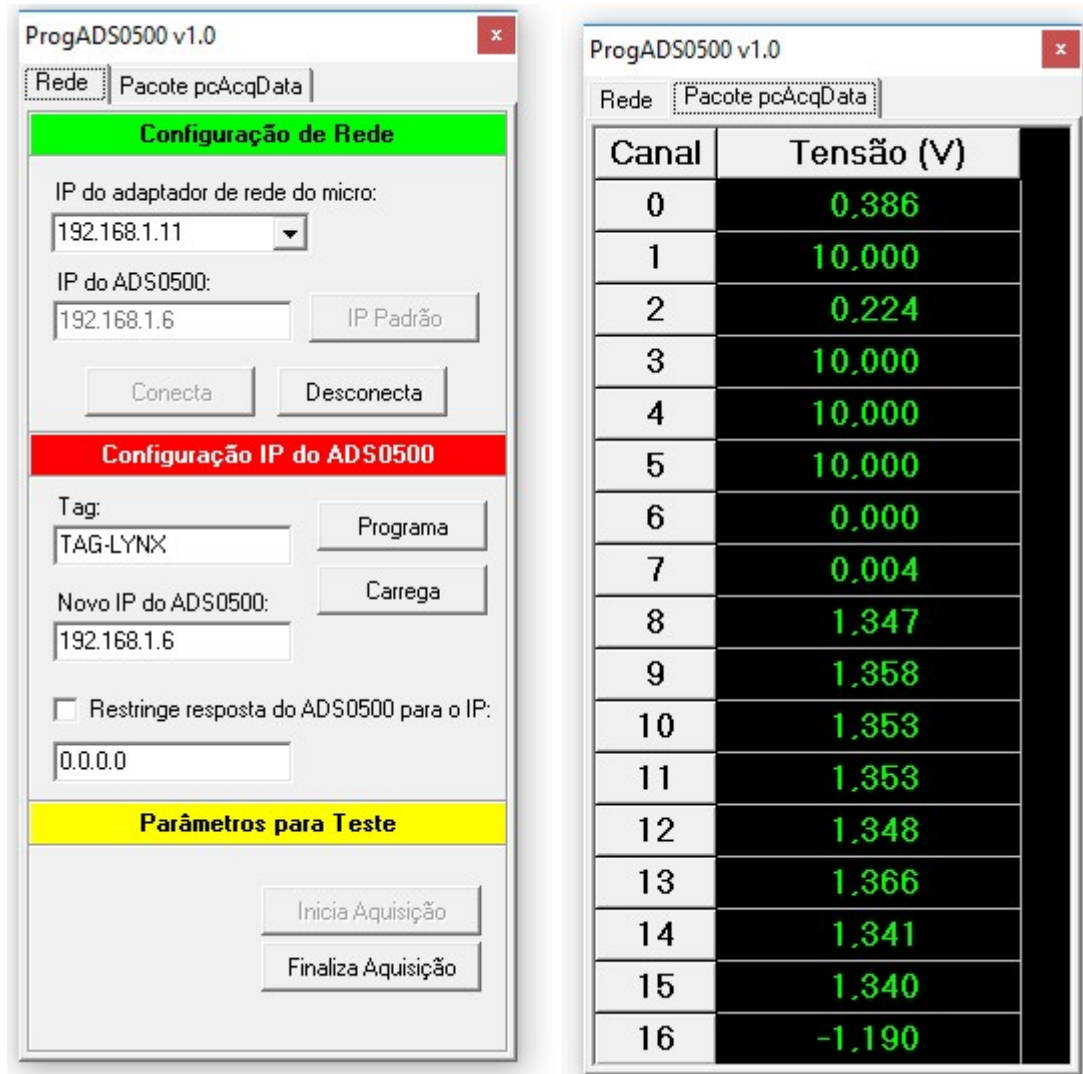 ProgADS0500 v1.0 x
Rede Pacote pcAcqData
Configuração de Rede
IP do adaptador de rede do micro:
192.168.1.11
IP do ADS0500:
192.168.1.6 IP Padrão
Conecta Desconecta
Configuração IP do ADS0500
Tag:
TAG-LYNX Programa
Carrega
Novo IP do ADS0500:
192.168.1.6
Restringe resposta do ADS0500 para o IP:
0.0.0.0
Parâmetros para Teste
Inicia Aquisição
Finaliza Aquisição
ProgADS0500 v1.0 x
Rede Pacote pcAcqData
Canal Tensão (V)
0 0,386
1 10,000
2 0,224
3 10,000
4 10,000
5 10,000
6 0,000
7 0,004
8 1,347
9 1,358
10 1,353
11 1,353
12 1,348
13 1,366
14 1,341
15 1,340
16 -1,190